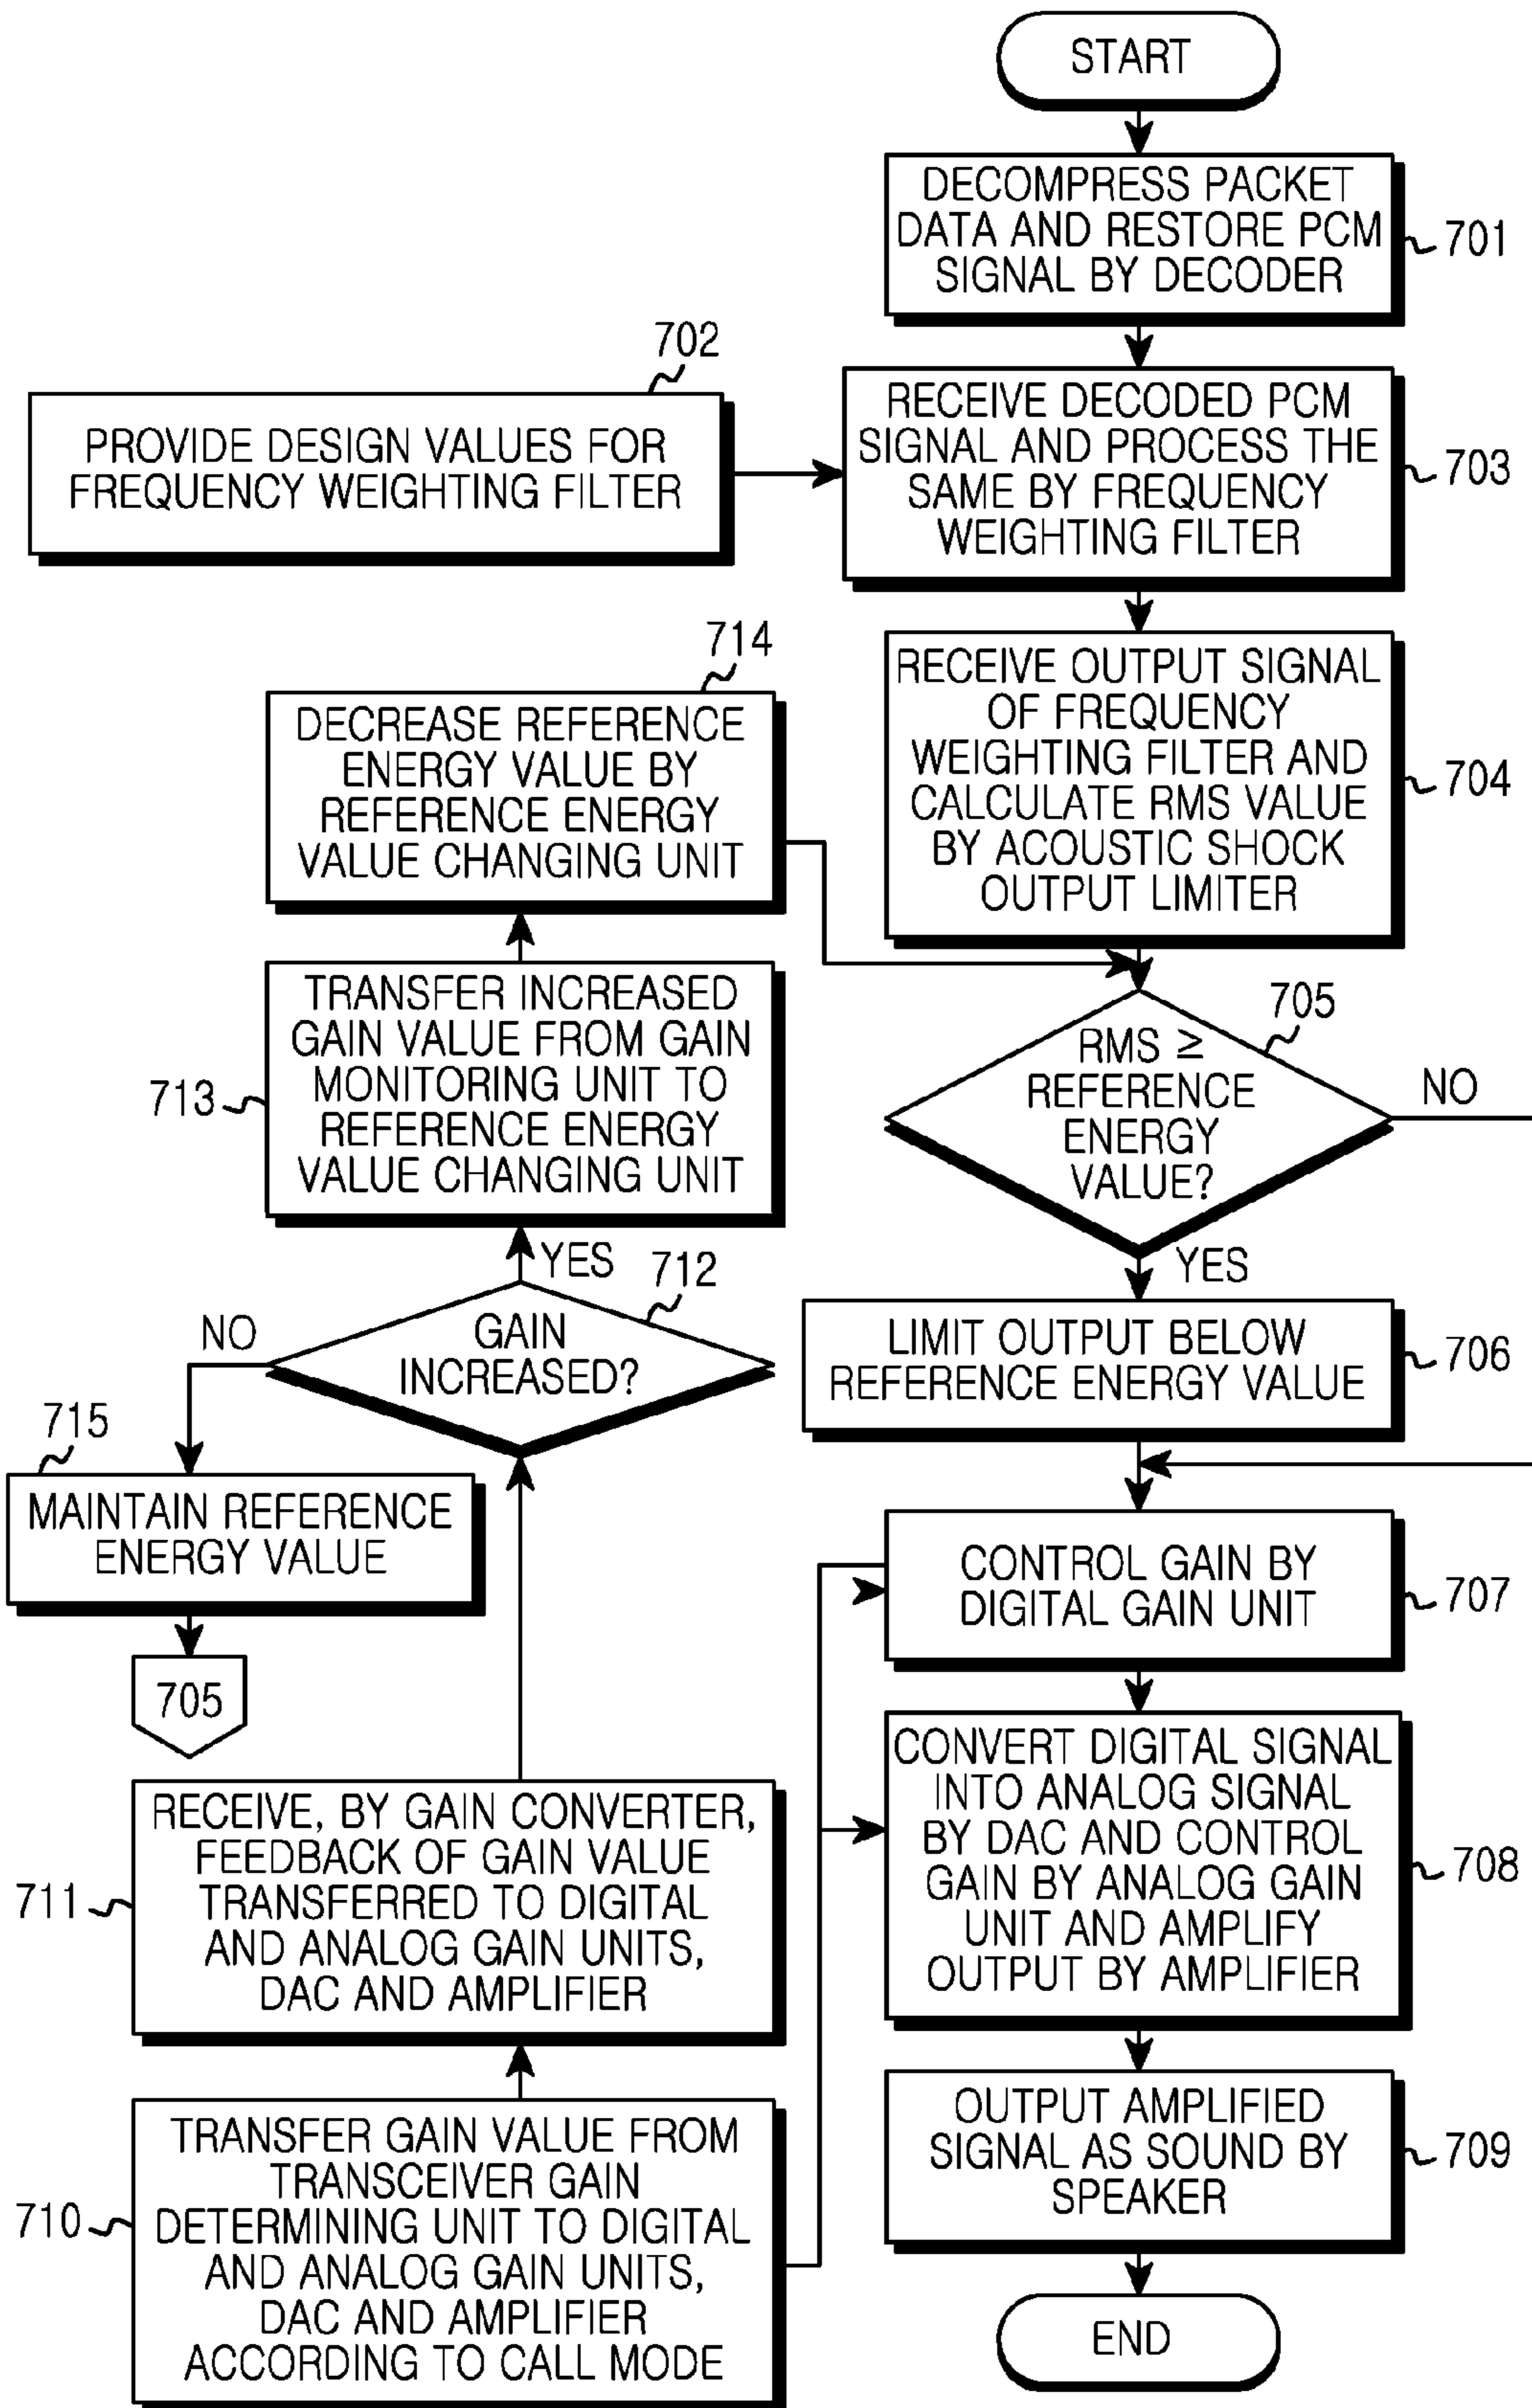 START
DECOMPRESS PACKET
DATA AND RESTORE PCM
SIGNAL BY DECODER
701
702
PROVIDE DESIGN VALUES FOR
FREQUENCY WEIGHTING FILTER
RECEIVE DECODED PCM
SIGNAL AND PROCESS THE
SAME BY FREQUENCY
WEIGHTING FILTER
703
RECEIVE OUTPUT SIGNAL
OF FREQUENCY
WEIGHTING FILTER AND
CALCULATE RMS VALUE
BY ACOUSTIC SHOCK
OUTPUT LIMITER
704
714
DECREASE REFERENCE
ENERGY VALUE BY
REFERENCE ENERGY
VALUE CHANGING UNIT
TRANSFER INCREASED
GAIN VALUE FROM GAIN
MONITORING UNIT TO
REFERENCE ENERGY
VALUE CHANGING UNIT
713
705
RMS ≥
REFERENCE
ENERGY
VALUE?
NO
YES
YES
712
NO
GAIN
INCREASED?
LIMIT OUTPUT BELOW
REFERENCE ENERGY VALUE
706
715
MAINTAIN REFERENCE
ENERGY VALUE
705
CONTROL GAIN BY
DIGITAL GAIN UNIT
707
CONVERT DIGITAL SIGNAL
INTO ANALOG SIGNAL
BY DAC AND CONTROL
GAIN BY ANALOG GAIN
UNIT AND AMPLIFY
OUTPUT BY AMPLIFIER
708
RECEIVE, BY GAIN CONVERTER,
FEEDBACK OF GAIN VALUE
TRANSFERRED TO DIGITAL
AND ANALOG GAIN UNITS,
DAC AND AMPLIFIER
711
OUTPUT AMPLIFIED
SIGNAL AS SOUND BY
SPEAKER
709
TRANSFER GAIN VALUE FROM
TRANSCEIVER GAIN
DETERMINING UNIT TO DIGITAL
AND ANALOG GAIN UNITS,
DAC AND AMPLIFIER
ACCORDING TO CALL MODE
710
END